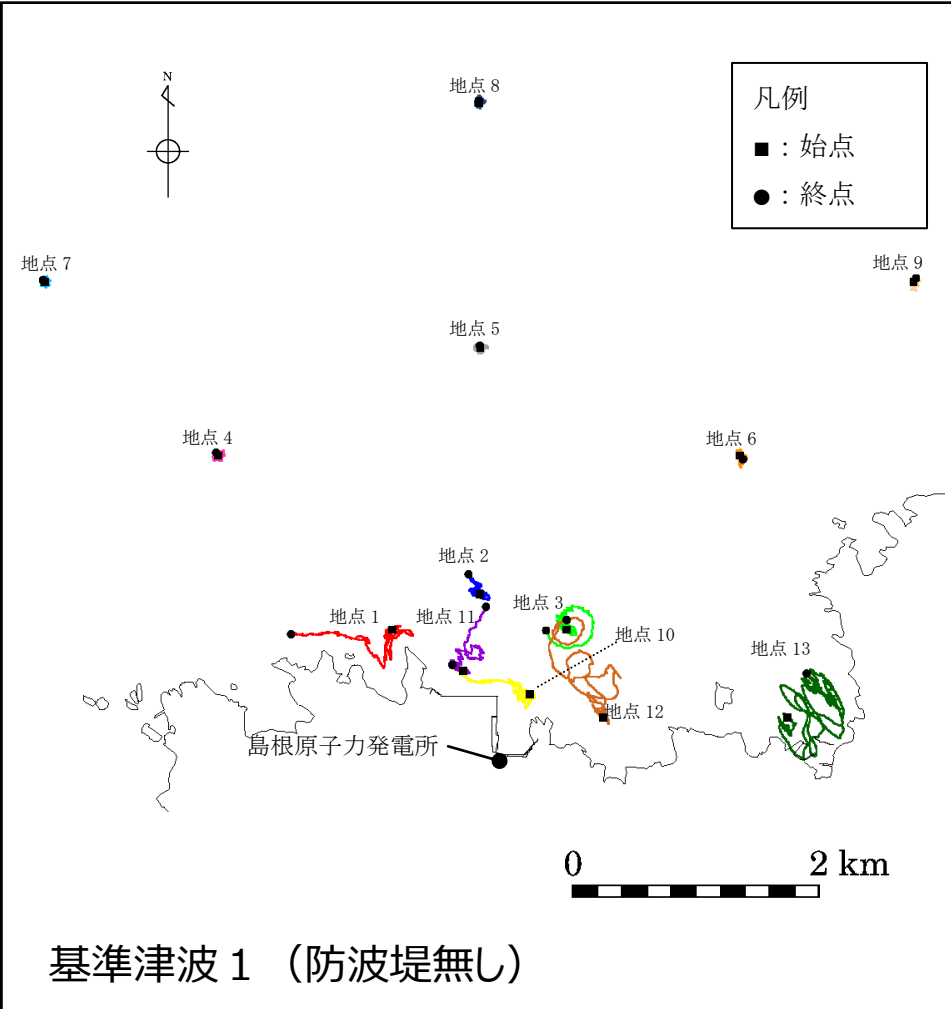 N
地点 8
凡例
■：始点
●：終点
地点 7
地点 9
地点 5
地点 4
地点 6
地点 2
地点 1
地点 11
地点 3
地点 10
地点 13
地点 12
島根原子力発電所
0
2 km
基準津波１（防波堤無し）